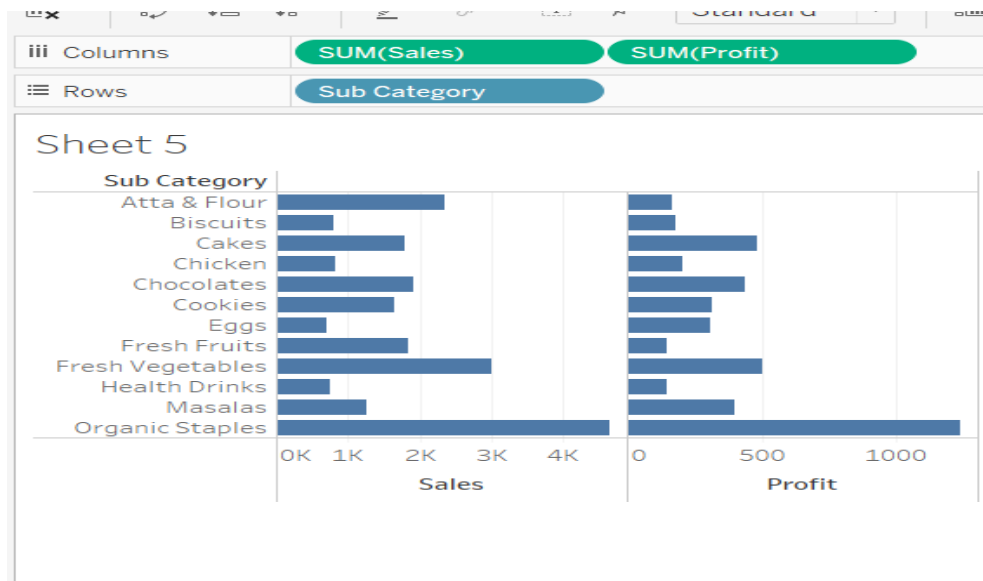 Standard
Columns SUM(Sales) SUM(Profit)
Rows Sub Category
Sheet 5
Sub Category
Atta & Flour
Biscuits
Cakes
Chicken
Chocolates
Cookies
Eggs
Fresh Fruits
Fresh Vegetables
Health Drinks
Masalas
Organic Staples
0K 1K 2K 3K 4K 0 500 1000
Sales Profit